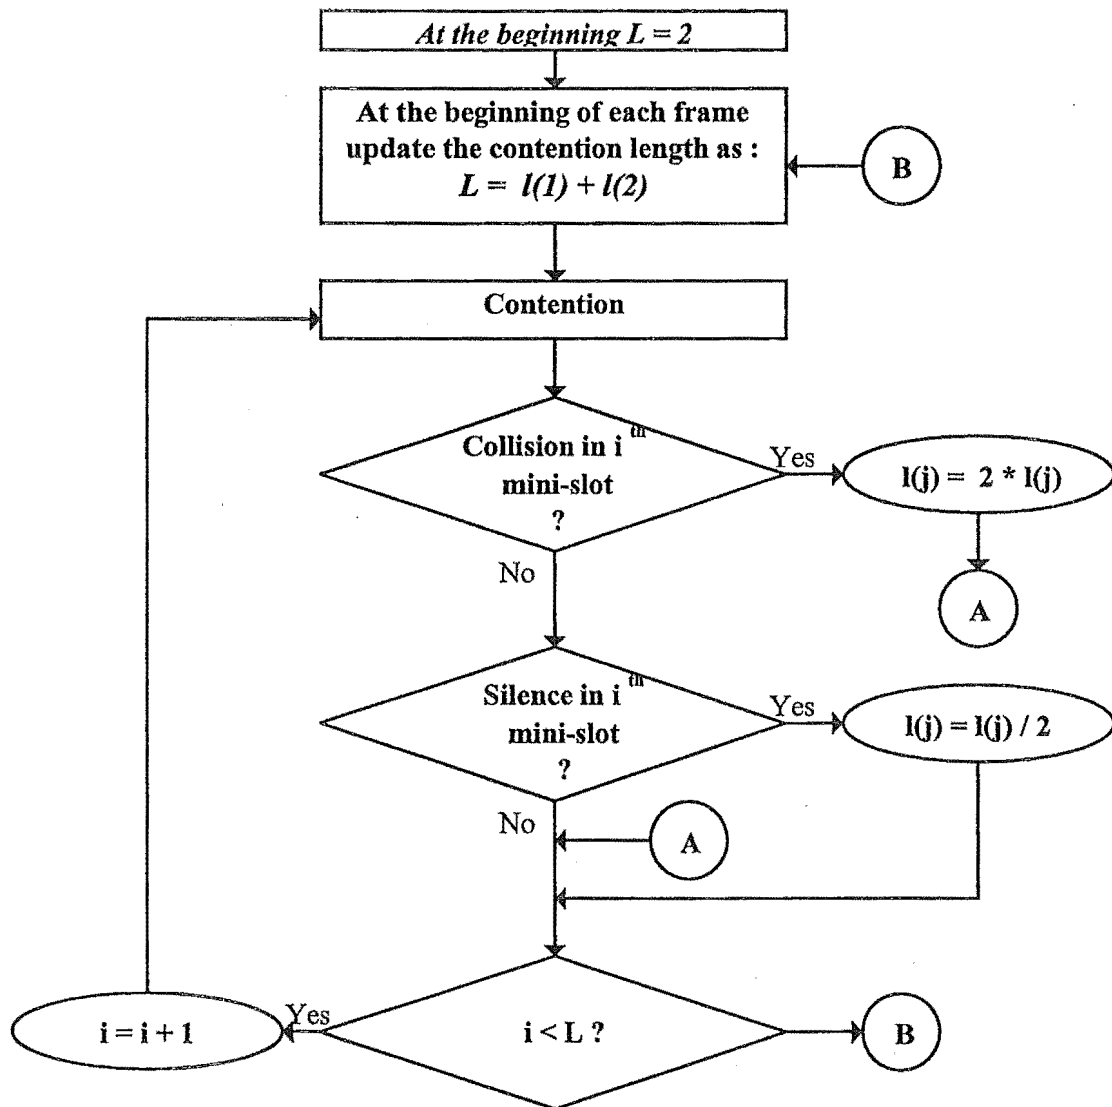 At the beginning L = 2
At the beginning of each frame
update the contention length as :
L = l(1) + l(2)
B
Contention
Collision in i th
mini-slot
?
Yes
l(j) = 2 * l(j)
No
A
Silence in i th
mini-slot
?
Yes
l(j) = l(j) / 2
No
A
i = i + 1
Yes
i < L ?
B